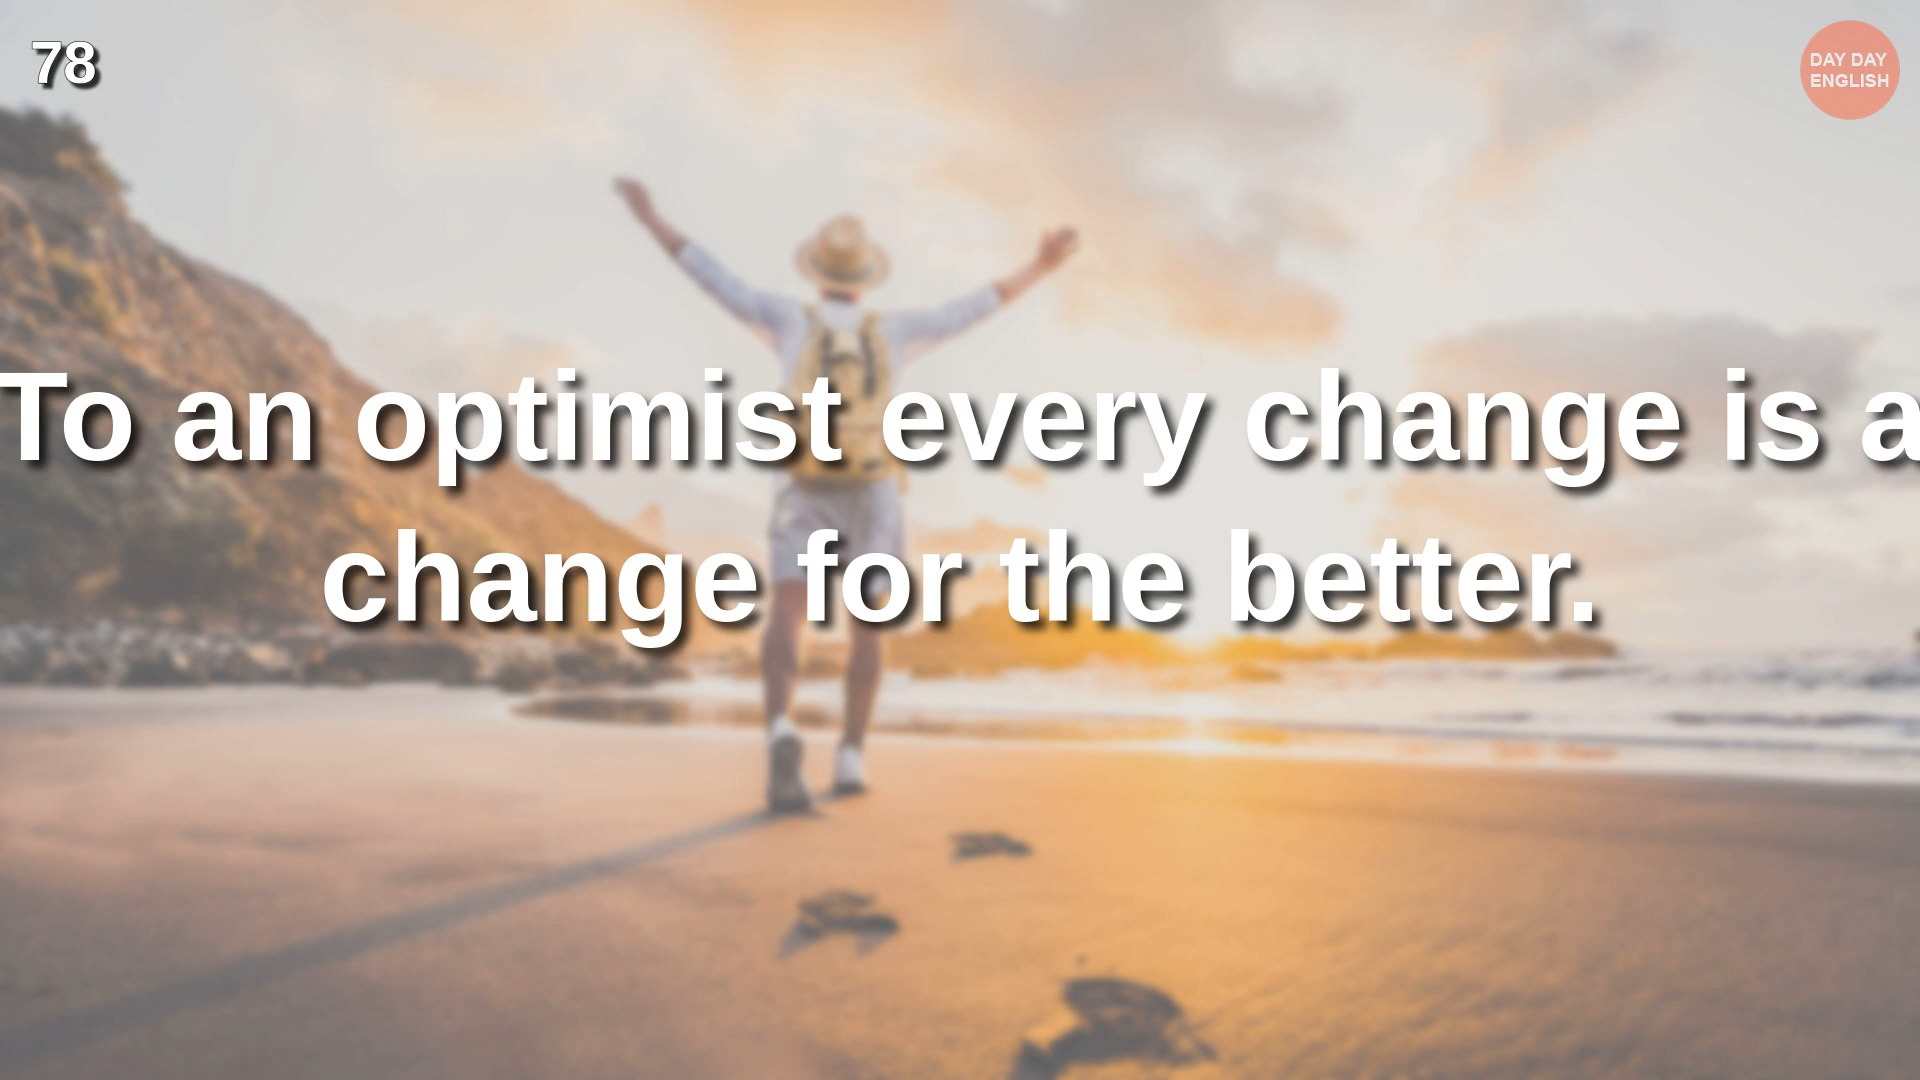 78
DAY DAY
ENGLISH
To an optimist every change is a
change for the better.